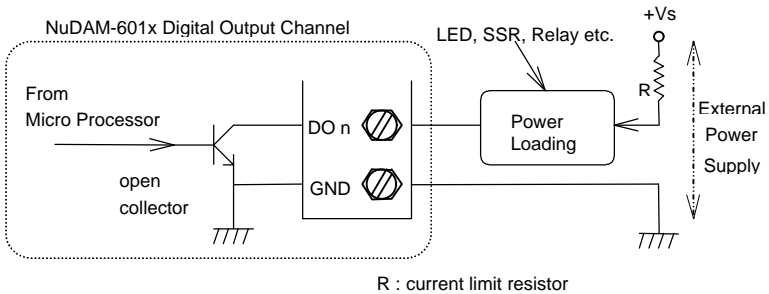 NuDAM-601x Digital Output Channel
From
Micro Processor
open
collector
DO n
GND
LED, SSR, Relay etc.
Power
Loading
+Vs
R
External
Power
Supply
R : current limit resistor